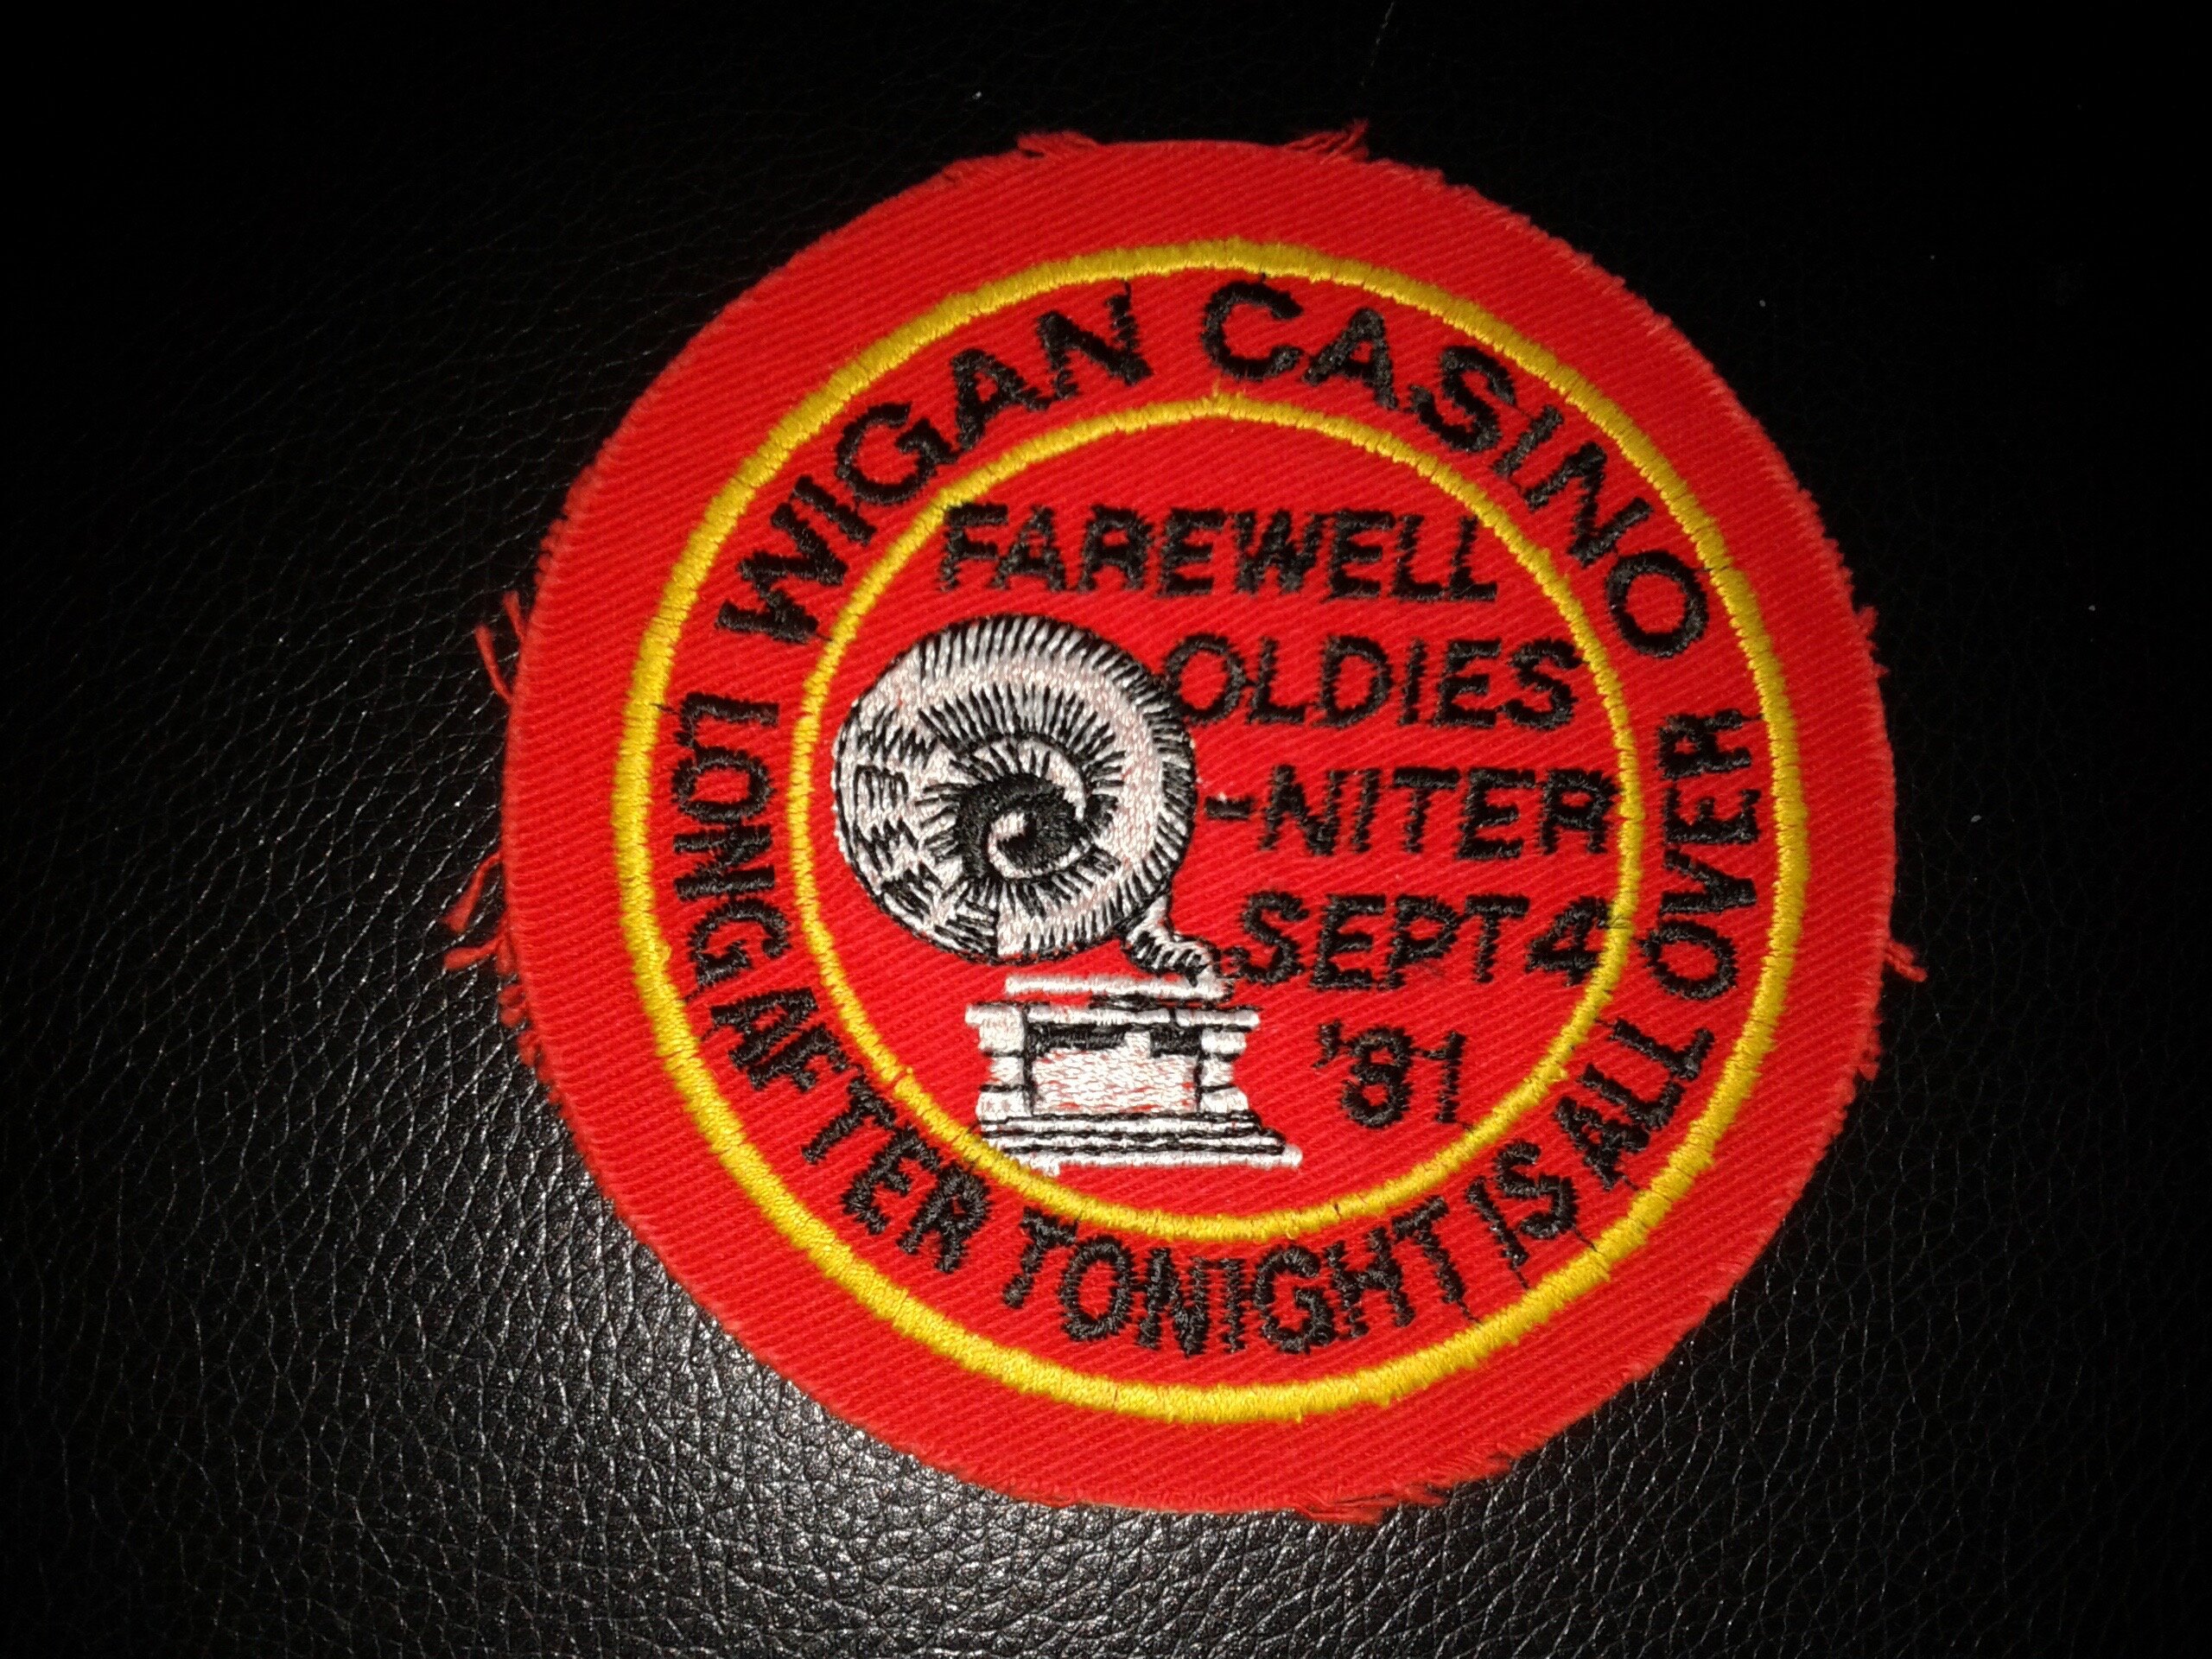 WIGAN CASINO
FAREWELL
OLDIES
-NITER
SEPT 4
'81
LONG AFTER TONIGHT IS ALL OVER